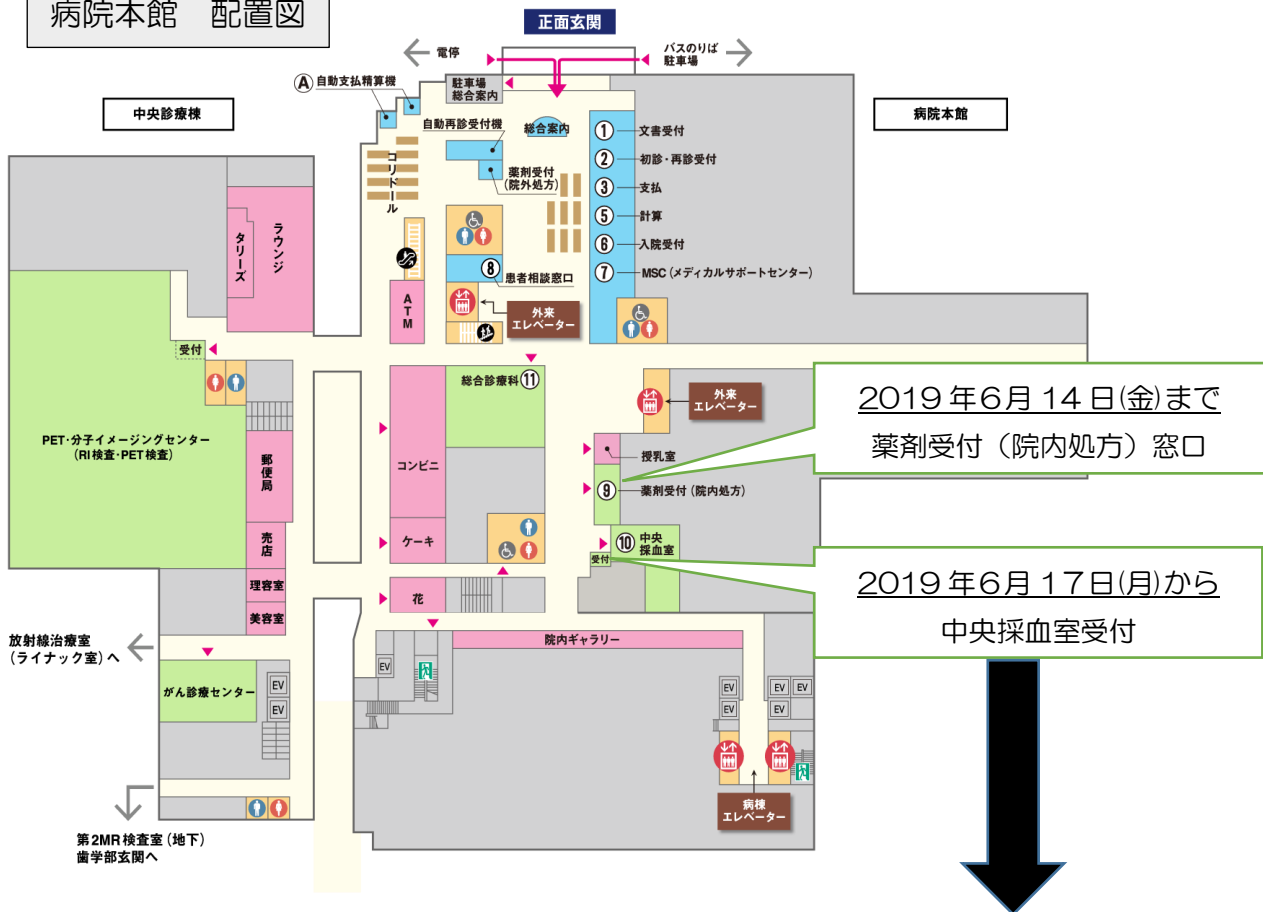 病院本館　配置図
正面玄関
電停
バスのりば
駐車場
Ⓐ 自動支払精算機
駐車場
総合案内
中央診療棟
病院本館
自動再診受付機
総合案内
① 文書受付
② 初診・再診受付
③ 支払
⑤ 計算
⑥ 入院受付
⑦ MSC(メディカルサポートセンター)
コリドール
薬剤受付
(院外処方)
ラウンジ
タリーズ
⑧ 患者相談窓口
ATM
外来
エレベーター
受付
総合診療科⑪
外来
エレベーター
2019年6月14日(金)まで
薬剤受付（院内処方）窓口
PET・分子イメージングセンター
(RI検査・PET検査)
郵便局
コンビニ
授乳室
⑨ 薬剤受付(院内処方)
売店
ケーキ
⑩ 中央
採血室
受付
理容室
美容室
花
2019年6月17日(月)から
中央採血室受付
放射線治療室
(ライナック室)へ
院内ギャラリー
がん診療センター
EV
EV
EV
EV
EV
EV
EV
EV
病棟
エレベーター
第2MR検査室(地下)
歯学部玄関へ